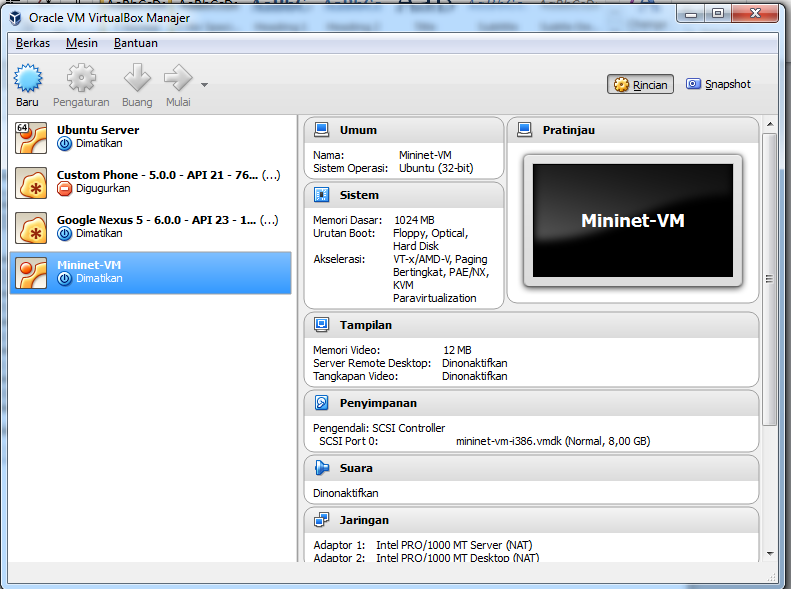 Oracle VM VirtualBox Manajer
Berkas Mesin Bantuan
Baru Pengaturan Buang Mulai
Rincian Snapshot
64 Ubuntu Server
Dimatikan
Custom Phone - 5.0.0 - API 21 - 76... (...)
Digugurkan
Google Nexus 5 - 6.0.0 - API 23 - 1... (...)
Dimatikan
Mininet-VM
Dimatikan
Umum
Nama: Mininet-VM
Sistem Operasi: Ubuntu (32-bit)
Sistem
Memori Dasar: 1024 MB
Urutan Boot: Floppy, Optical,
Hard Disk
Akselerasi: VT-x/AMD-V, Paging
Bertingkat, PAE/NX,
KVM
Paravirtualization
Pratinjau
Mininet-VM
Tampilan
Memori Video: 12 MB
Server Remote Desktop: Dinonaktifkan
Tangkapan Video: Dinonaktifkan
Penyimpanan
Pengendali: SCSI Controller
SCSI Port 0: mininet-vm-i386.vmdk (Normal, 8,00 GB)
Suara
Dinonaktifkan
Jaringan
Adaptor 1: Intel PRO/1000 MT Server (NAT)
Adaptor 2: Intel PRO/1000 MT Desktop (NAT)